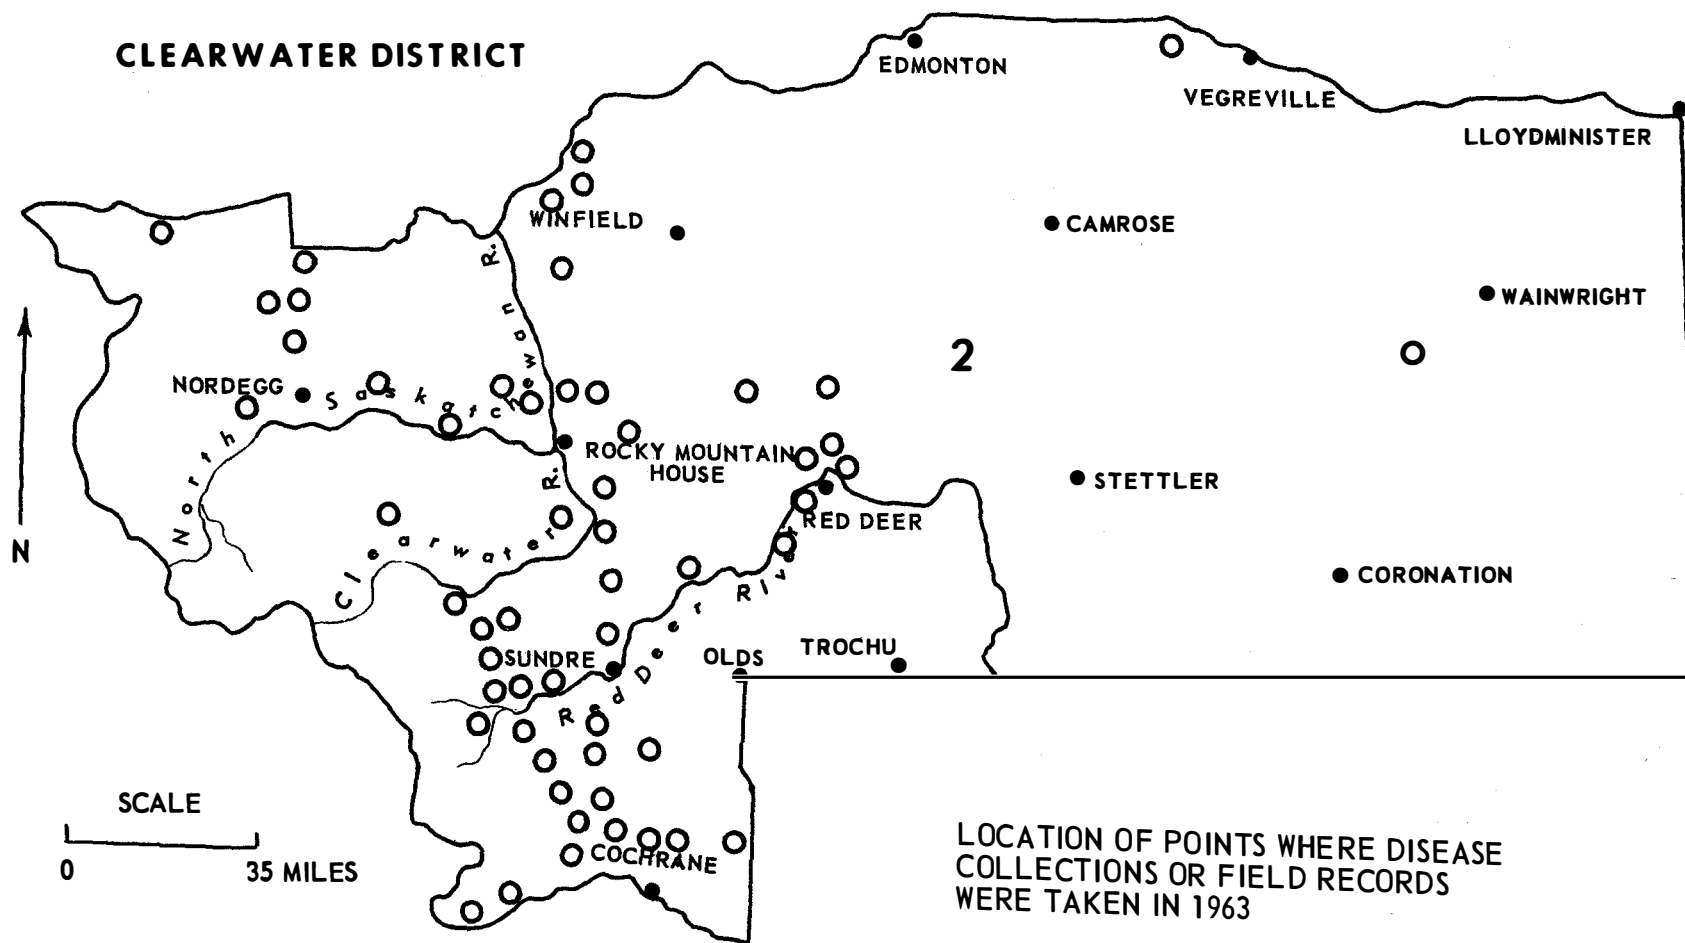 CLEARWATER DISTRICT
EDMONTON
VEGREVILLE
LLOYDMINISTER
WINFIELD
CAMROSE
WAINWRIGHT
2
NORDEGG
North Saskatchewan R.
ROCKY MOUNTAIN
HOUSE
STETTLER
RED DEER
Clearwater R.
N
CORONATION
Red Deer River
SUNDRE
OLDS
TROCHU
SCALE
0 35 MILES
COCHRANE
LOCATION OF POINTS WHERE DISEASE
COLLECTIONS OR FIELD RECORDS
WERE TAKEN IN 1963